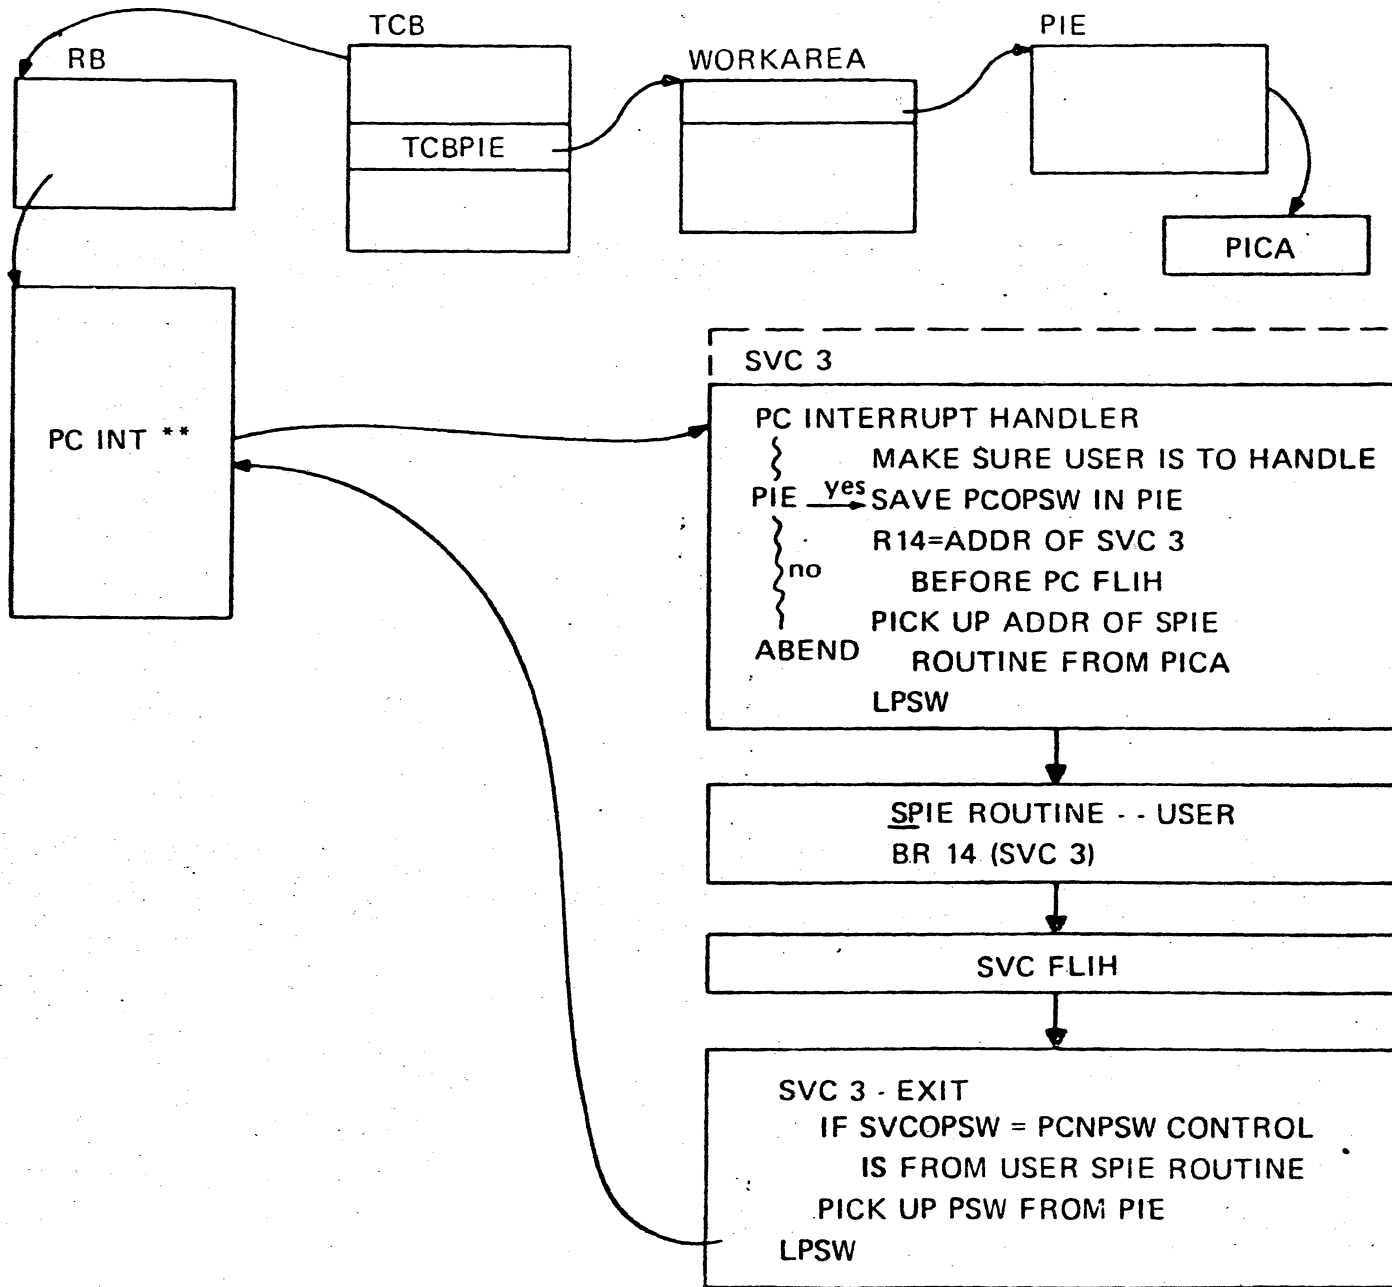 TCB
PIE
RB
WORKAREA
TCBPIE
PICA
SVC 3
PC INT **
PC INTERRUPT HANDLER
MAKE SURE USER IS TO HANDLE
PIE yes SAVE PCOPSW IN PIE
R14=ADDR OF SVC 3
no
BEFORE PC FLIH
PICK UP ADDR OF SPIE
ABEND
ROUTINE FROM PICA
LPSW
SPIE ROUTINE - - USER
BR 14 (SVC 3)
SVC FLIH
SVC 3 - EXIT
IF SVCOPSW = PCNPSW CONTROL
IS FROM USER SPIE ROUTINE
PICK UP PSW FROM PIE
LPSW